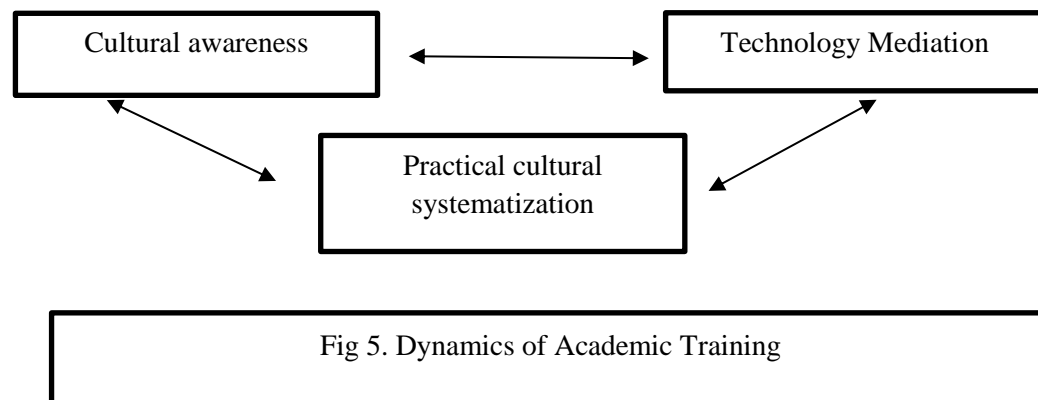 Cultural awareness
Technology Mediation
Practical cultural
systematization
Fig 5. Dynamics of Academic Training